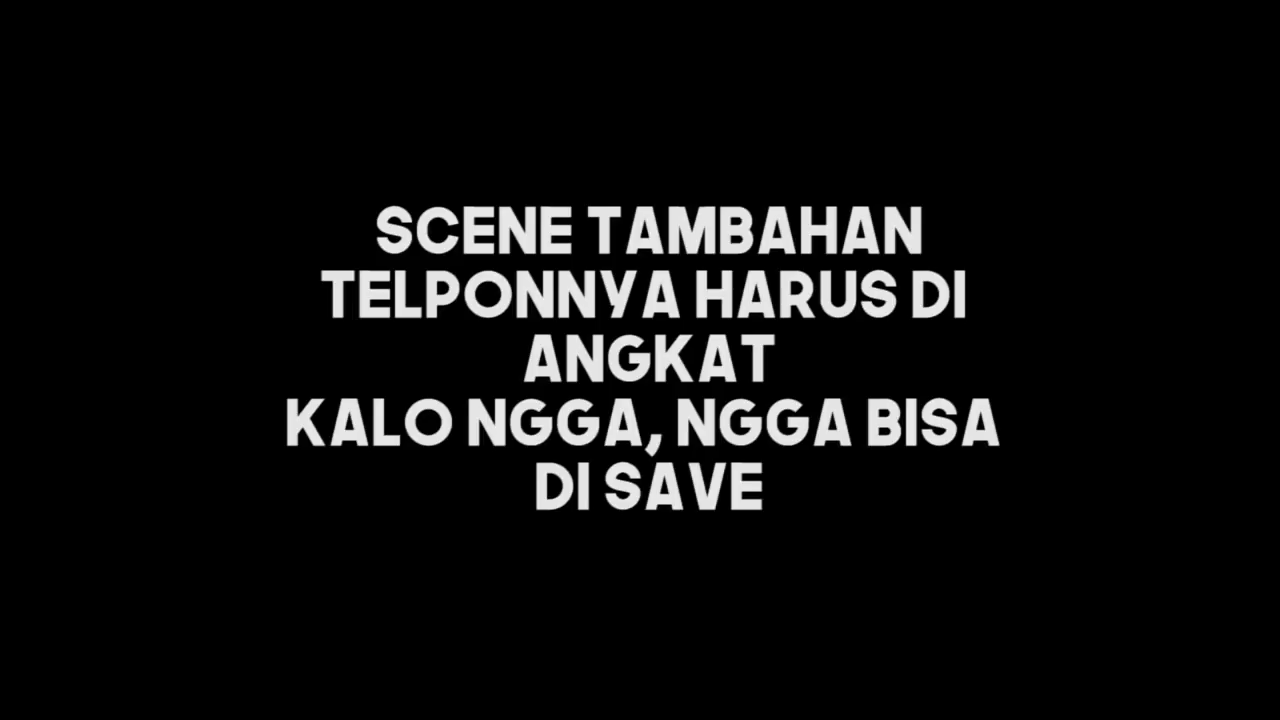 SCENE TAMBAHAN
TELPONNYA HARUS DI
ANGKAT
KALO NGGA, NGGA BISA
DI SAVE